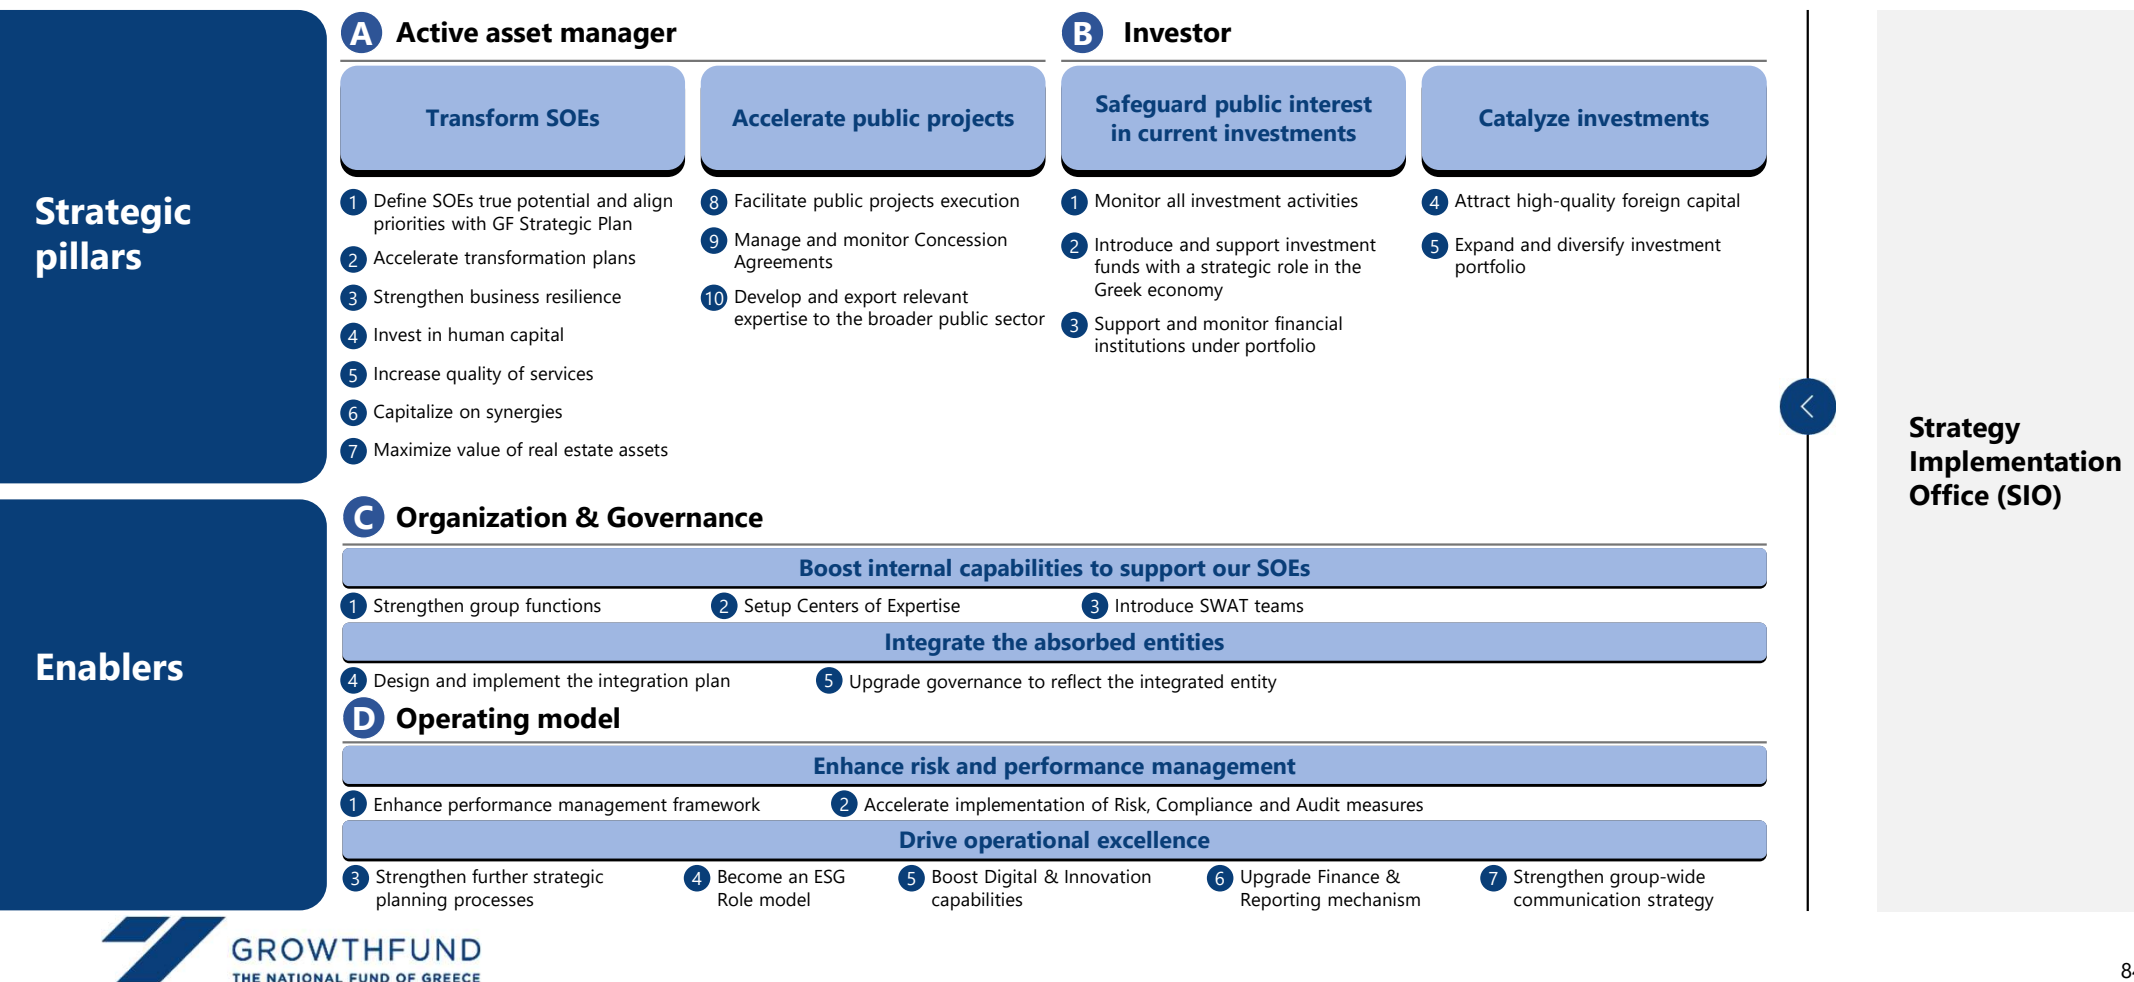 Strategic
pillars
A Active asset manager
Transform SOEs
1 Define SOEs true potential and align
priorities with GF Strategic Plan
2 Accelerate transformation plans
3 Strengthen business resilience
4 Invest in human capital
5 Increase quality of services
6 Capitalize on synergies
7 Maximize value of real estate assets
Accelerate public projects
8 Facilitate public projects execution
9 Manage and monitor Concession
Agreements
10 Develop and export relevant
expertise to the broader public sector
B Investor
Safeguard public interest
in current investments
1 Monitor all investment activities
2 Introduce and support investment
funds with a strategic role in the
Greek economy
3 Support and monitor financial
institutions under portfolio
Catalyze investments
4 Attract high-quality foreign capital
5 Expand and diversify investment
portfolio
Enablers
C Organization & Governance
Boost internal capabilities to support our SOEs
1 Strengthen group functions
2 Setup Centers of Expertise
3 Introduce SWAT teams
Integrate the absorbed entities
4 Design and implement the integration plan
5 Upgrade governance to reflect the integrated entity
D Operating model
Enhance risk and performance management
1 Enhance performance management framework
2 Accelerate implementation of Risk, Compliance and Audit measures
Drive operational excellence
3 Strengthen further strategic
planning processes
4 Become an ESG
Role model
5 Boost Digital & Innovation
capabilities
6 Upgrade Finance &
Reporting mechanism
7 Strengthen group-wide
communication strategy
Strategy
Implementation
Office (SIO)
GROWTHFUND
THE NATIONAL FUND OF GREECE
84